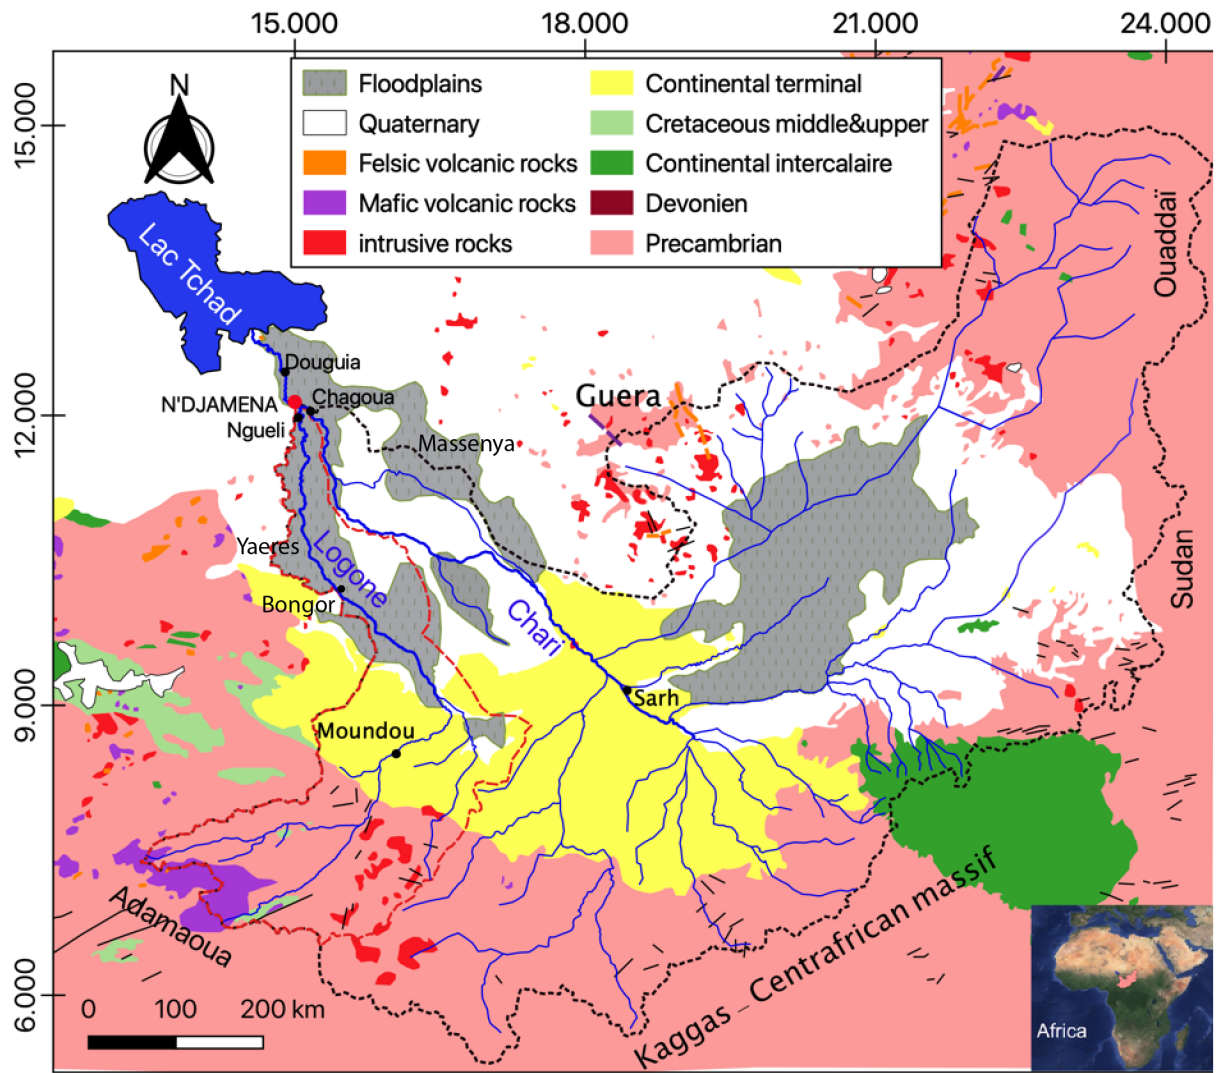 15.000 18.000 21.000 24.000
N
Floodplains
Quaternary
Felsic volcanic rocks
Mafic volcanic rocks
intrusive rocks
Continental terminal
Cretaceous middle&upper
Continental intercalaire
Devonien
Precambrian
15.000
12.000
9.000
6.000
Lac Tchad
Ouaddaï
Douguia
N'DJAMENA
Chagoua
Ngueli
Guera
Massenya
Yaeres
Logone
Bongor
Chari
Sudan
Sarh
Moundou
Adamaoua
Kaggas_Centrafrican massif
0 100 200 km
Africa